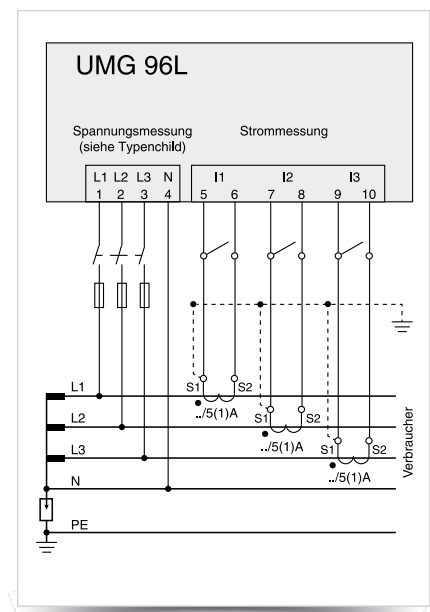 UMG 96L
Spannungsmessung Strommessung
(siehe Typenchild)
L1 L2 L3 N I1 I2 I3
1 2 3 4 5 6 7 8 9 10
L1 S1 S2
../5(1)A
L2 S1 S2
../5(1)A
L3 S1 S2
../5(1)A
N
PE
Verbraucher